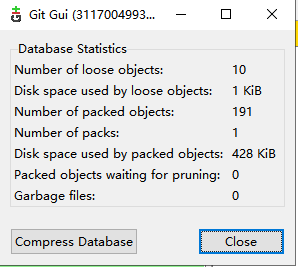 Git Gui (3117004993...
Database Statistics
Number of loose objects: 10
Disk space used by loose objects: 1 KiB
Number of packed objects: 191
Number of packs: 1
Disk space used by packed objects: 428 KiB
Packed objects waiting for pruning: 0
Garbage files: 0
Compress Database Close